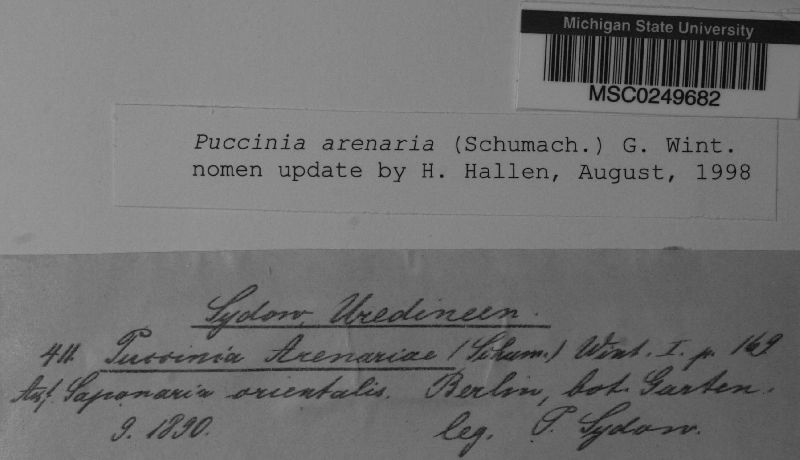 Michigan State University
MSC0249682
Puccinia arenaria (Schumach.) G. Wint.
nomen update by H. Hallen, August, 1998
Sydow, Uredineen.
411. Puccinia Arenariae (Schum.) Wint. I. p. 169
Auf Saponaria orientalis. Berlin, bot. Garten.
9. 1890. leg. P. Sydow.